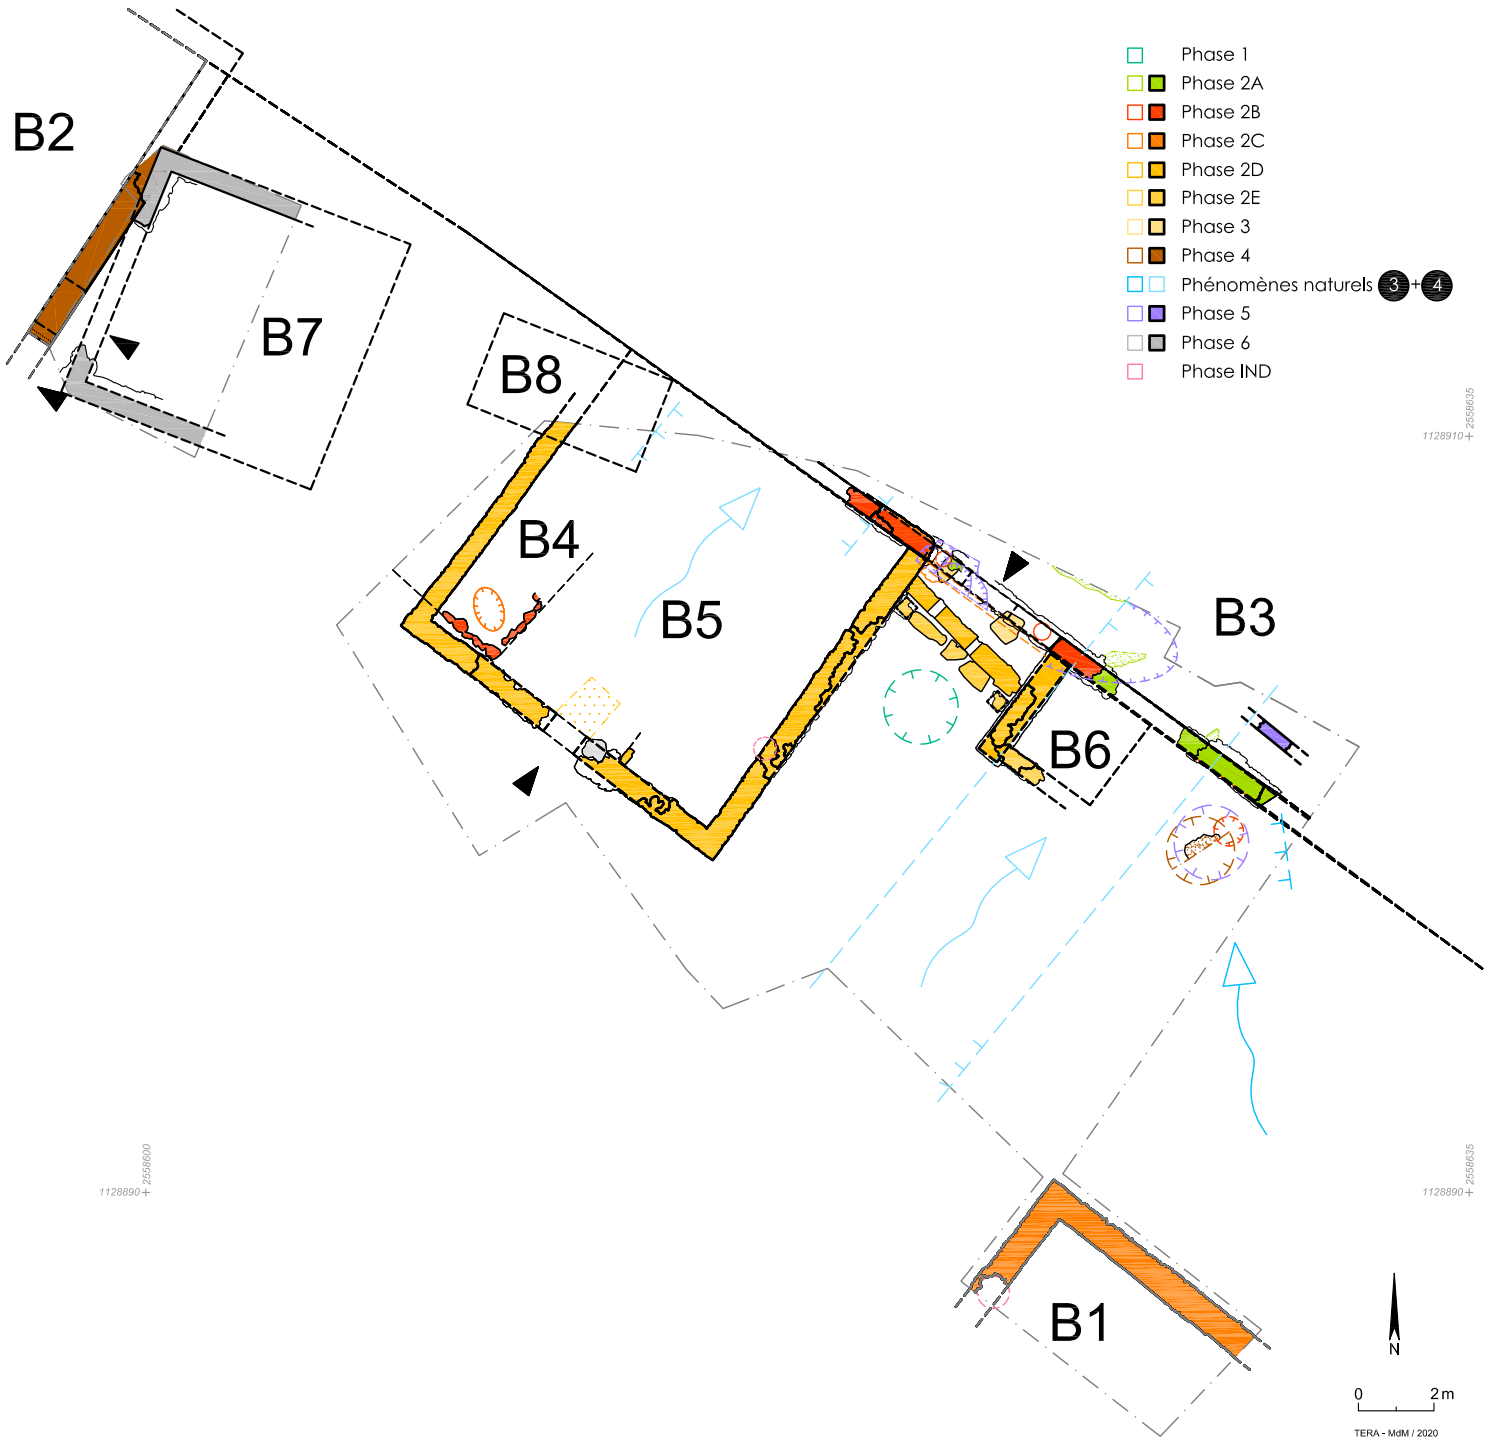 Phase 1
Phase 2A
Phase 2B
Phase 2C
Phase 2D
Phase 2E
Phase 3
Phase 4
Phénomènes naturels 3 + 4
Phase 5
Phase 6
Phase IND
B2
B7
B8
B4
B5
B3
B6
B1
1128910 + 2558635
1128890 + 2558600
1128890 + 2558635
N
0 2 m
TERA - MdM / 2020